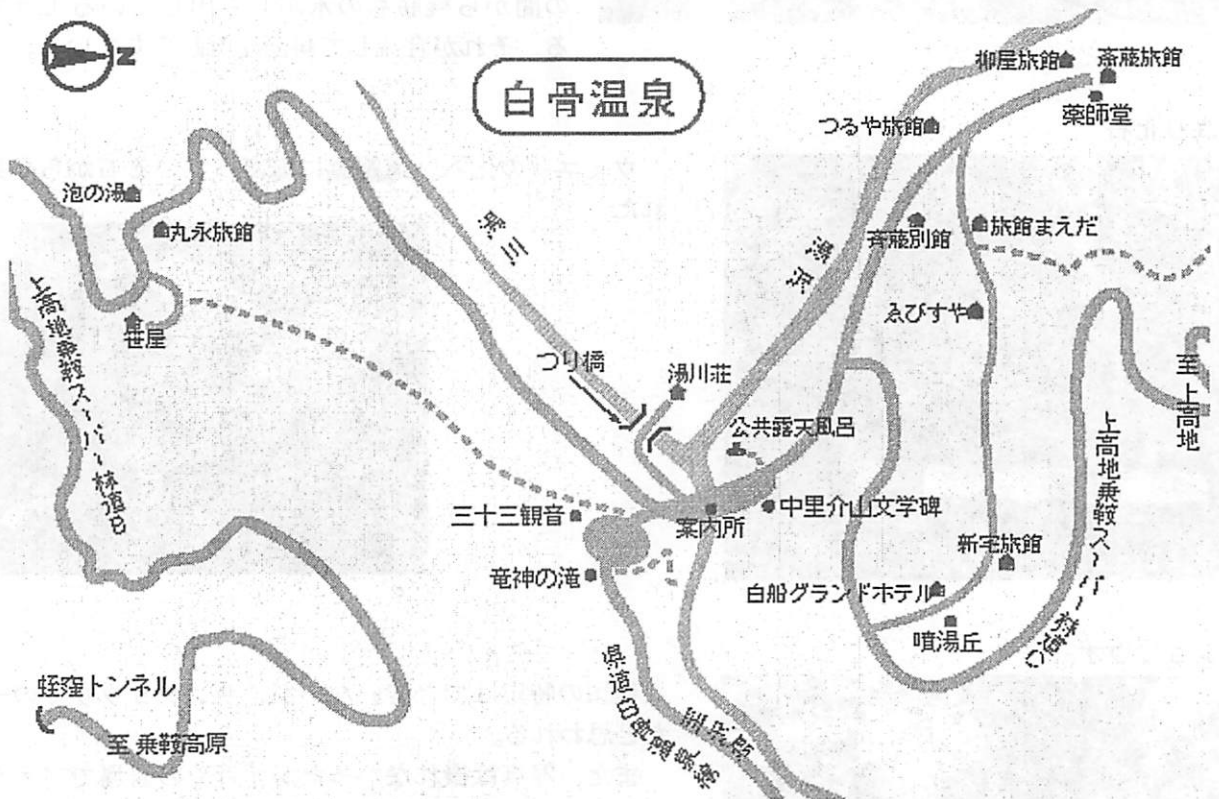 N
白骨温泉
柳屋旅館
斎藤旅館
薬師堂
つるや旅館
泡の湯
丸永旅館
湯川
湯沢
斉藤別館
旅館まえだ
上高地乗鞍スーパー林道B
笹屋
ゑびすや
つり橋
湯川荘
至 上高地
公共露天風呂
上高地乗鞍スーパー林道C
三十三観音
案内所
中里介山文学碑
新宅旅館
竜神の滝
白船グランドホテル
噴湯丘
県道白骨温泉線
蛭窪トンネル
至 乗鞍高原